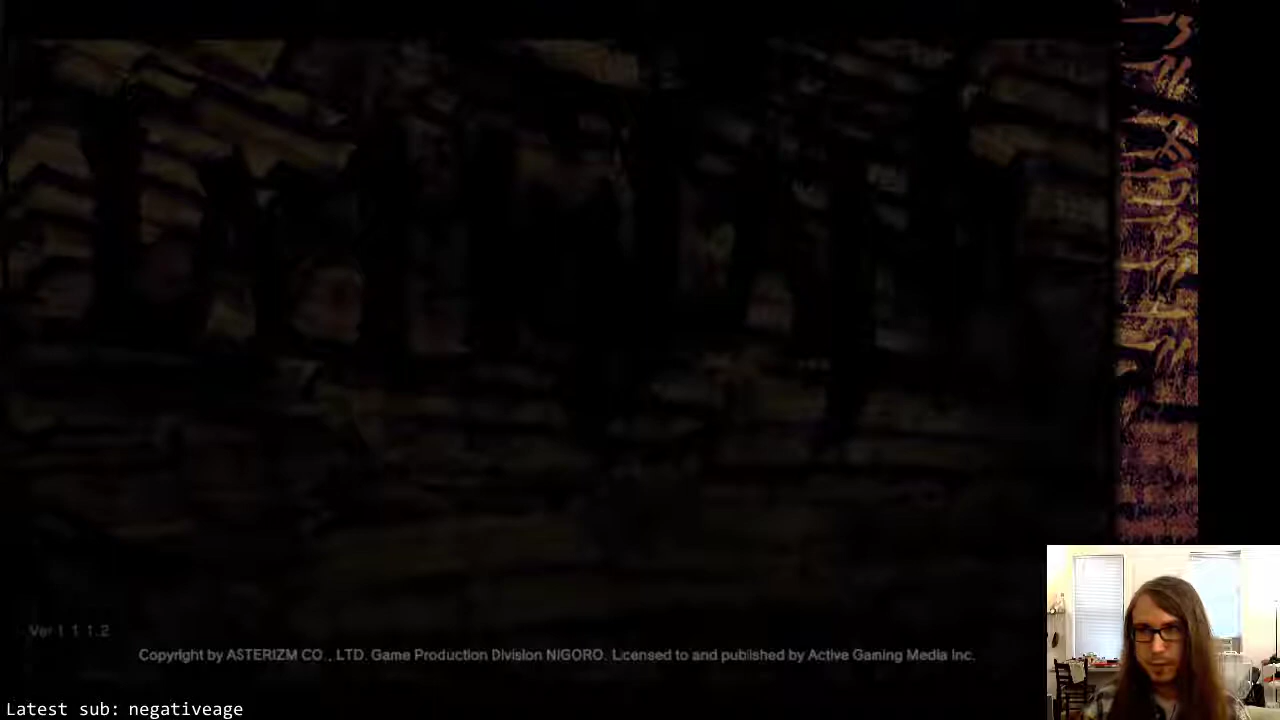 Ver 1.1.1.2
Copyright by ASTERIZM CO., LTD. Game Production Division NIGORO. Licensed to and published by Active Gaming Media Inc.
Latest sub: negativeage